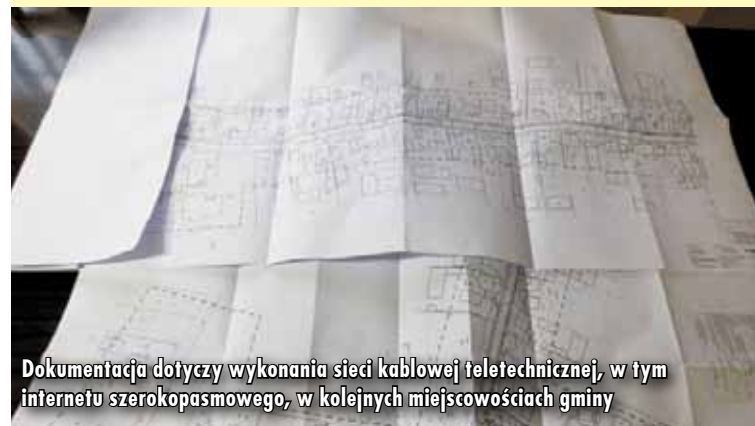 Dokumentacja dotyczy wykonania sieci kablowej teletechnicznej, w tym
internetu szerokopasmowego, w kolejnych miejscowościach gminy